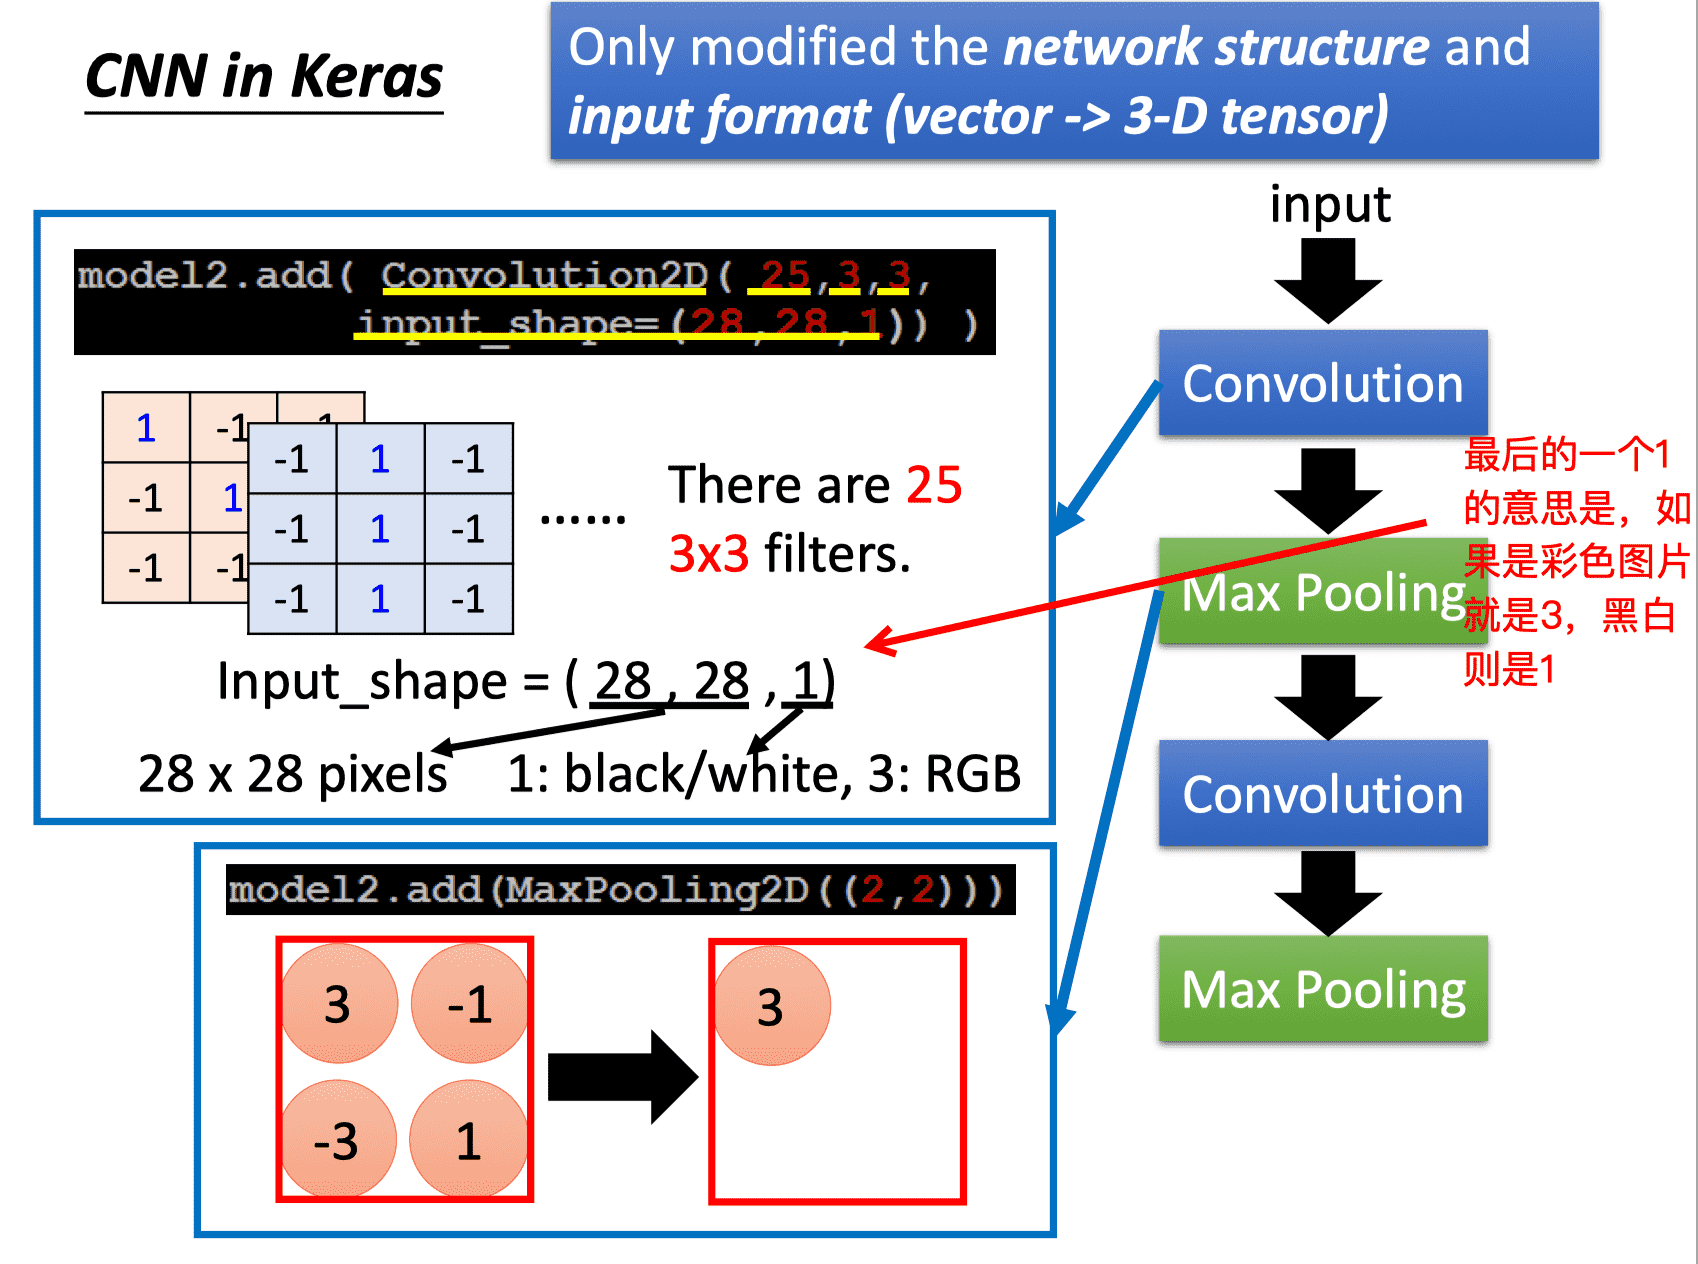 CNN in Keras
Only modified the network structure and
input format (vector -> 3-D tensor)
input
model2.add( Convolution2D( 25,3,3,
input_shape=(28,28,1)) )
Convolution
1 -1 -1
-1 1
-1 -1
-1 1 -1
-1 1 -1
-1 1 -1
......
There are 25
3x3 filters.
最后的一个1
的意思是，如
果是彩色图片
就是3，黑白
则是1
Max Pooling
Input_shape = ( 28 , 28 , 1)
28 x 28 pixels
1: black/white, 3: RGB
Convolution
model2.add(MaxPooling2D((2,2)))
3 -1
-3 1
3
Max Pooling